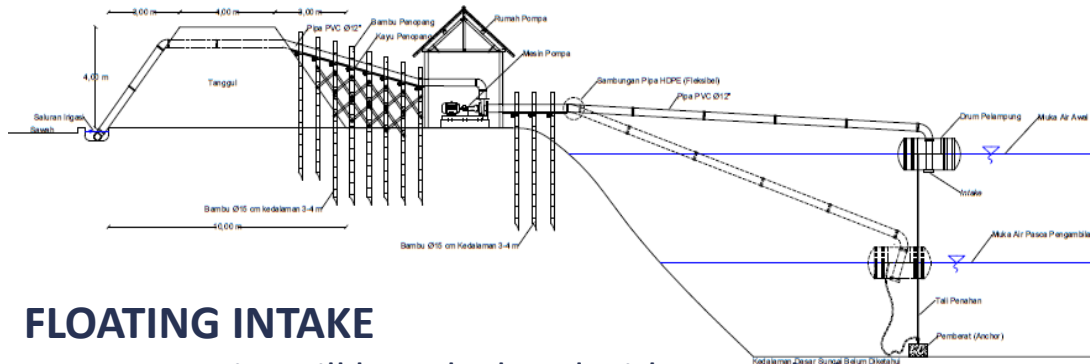 3,00 m
4,00 m
3,00 m
Bambu Penopang
Pipa PVC Ø12"
Kayu Penopang
Rumah Pompa
Mesin Pompa
4,00 m
Tanggul
Sambungan Pipa HDPE (Fleksibel)
Pipa PVC Ø12"
Saluran Irigasi
Sawah
Drum Pelampung
Muka Air Awal
Intake
Bambu Ø15 cm kedalaman 3-4 m
10,00 m
Bambu Ø15 cm Kedalaman 3-4 m
Muka Air Pasca Pengambila
FLOATING INTAKE
Tali Penahan
Pemberat (Anchor)
Kedalaman Dasar Sungai Belum Diketahui